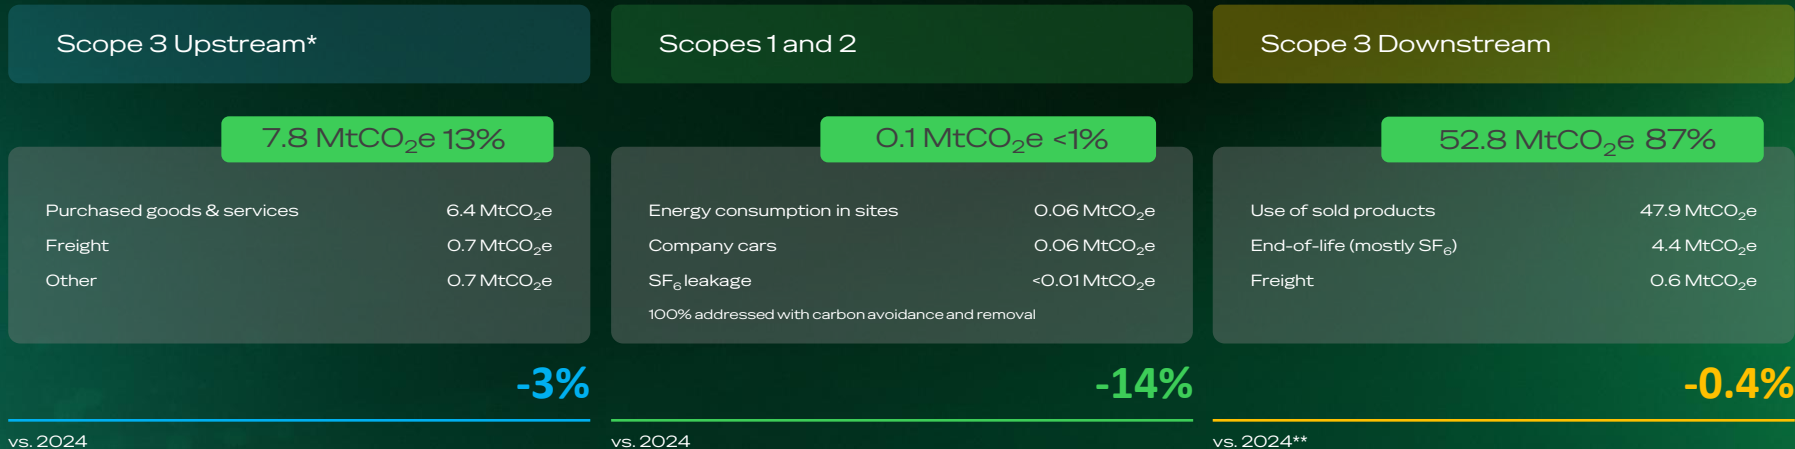 Scope 3 Upstream*
7.8 MtCO₂e 13%
Purchased goods & services 6.4 MtCO₂e
Freight 0.7 MtCO₂e
Other 0.7 MtCO₂e
-3%
vs. 2024
Scopes 1 and 2
0.1 MtCO₂e <1%
Energy consumption in sites 0.06 MtCO₂e
Company cars 0.06 MtCO₂e
SF₆ leakage <0.01 MtCO₂e
100% addressed with carbon avoidance and removal
-14%
vs. 2024
Scope 3 Downstream
52.8 MtCO₂e 87%
Use of sold products 47.9 MtCO₂e
End-of-life (mostly SF₆) 4.4 MtCO₂e
Freight 0.6 MtCO₂e
-0.4%
vs. 2024**